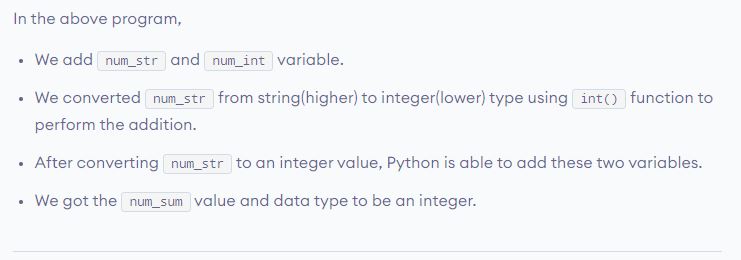 In the above program,
• We add num_str and num_int variable.
• We converted num_str from string(higher) to integer(lower) type using int() function to
perform the addition.
• After converting num_str to an integer value, Python is able to add these two variables.
• We got the num_sum value and data type to be an integer.